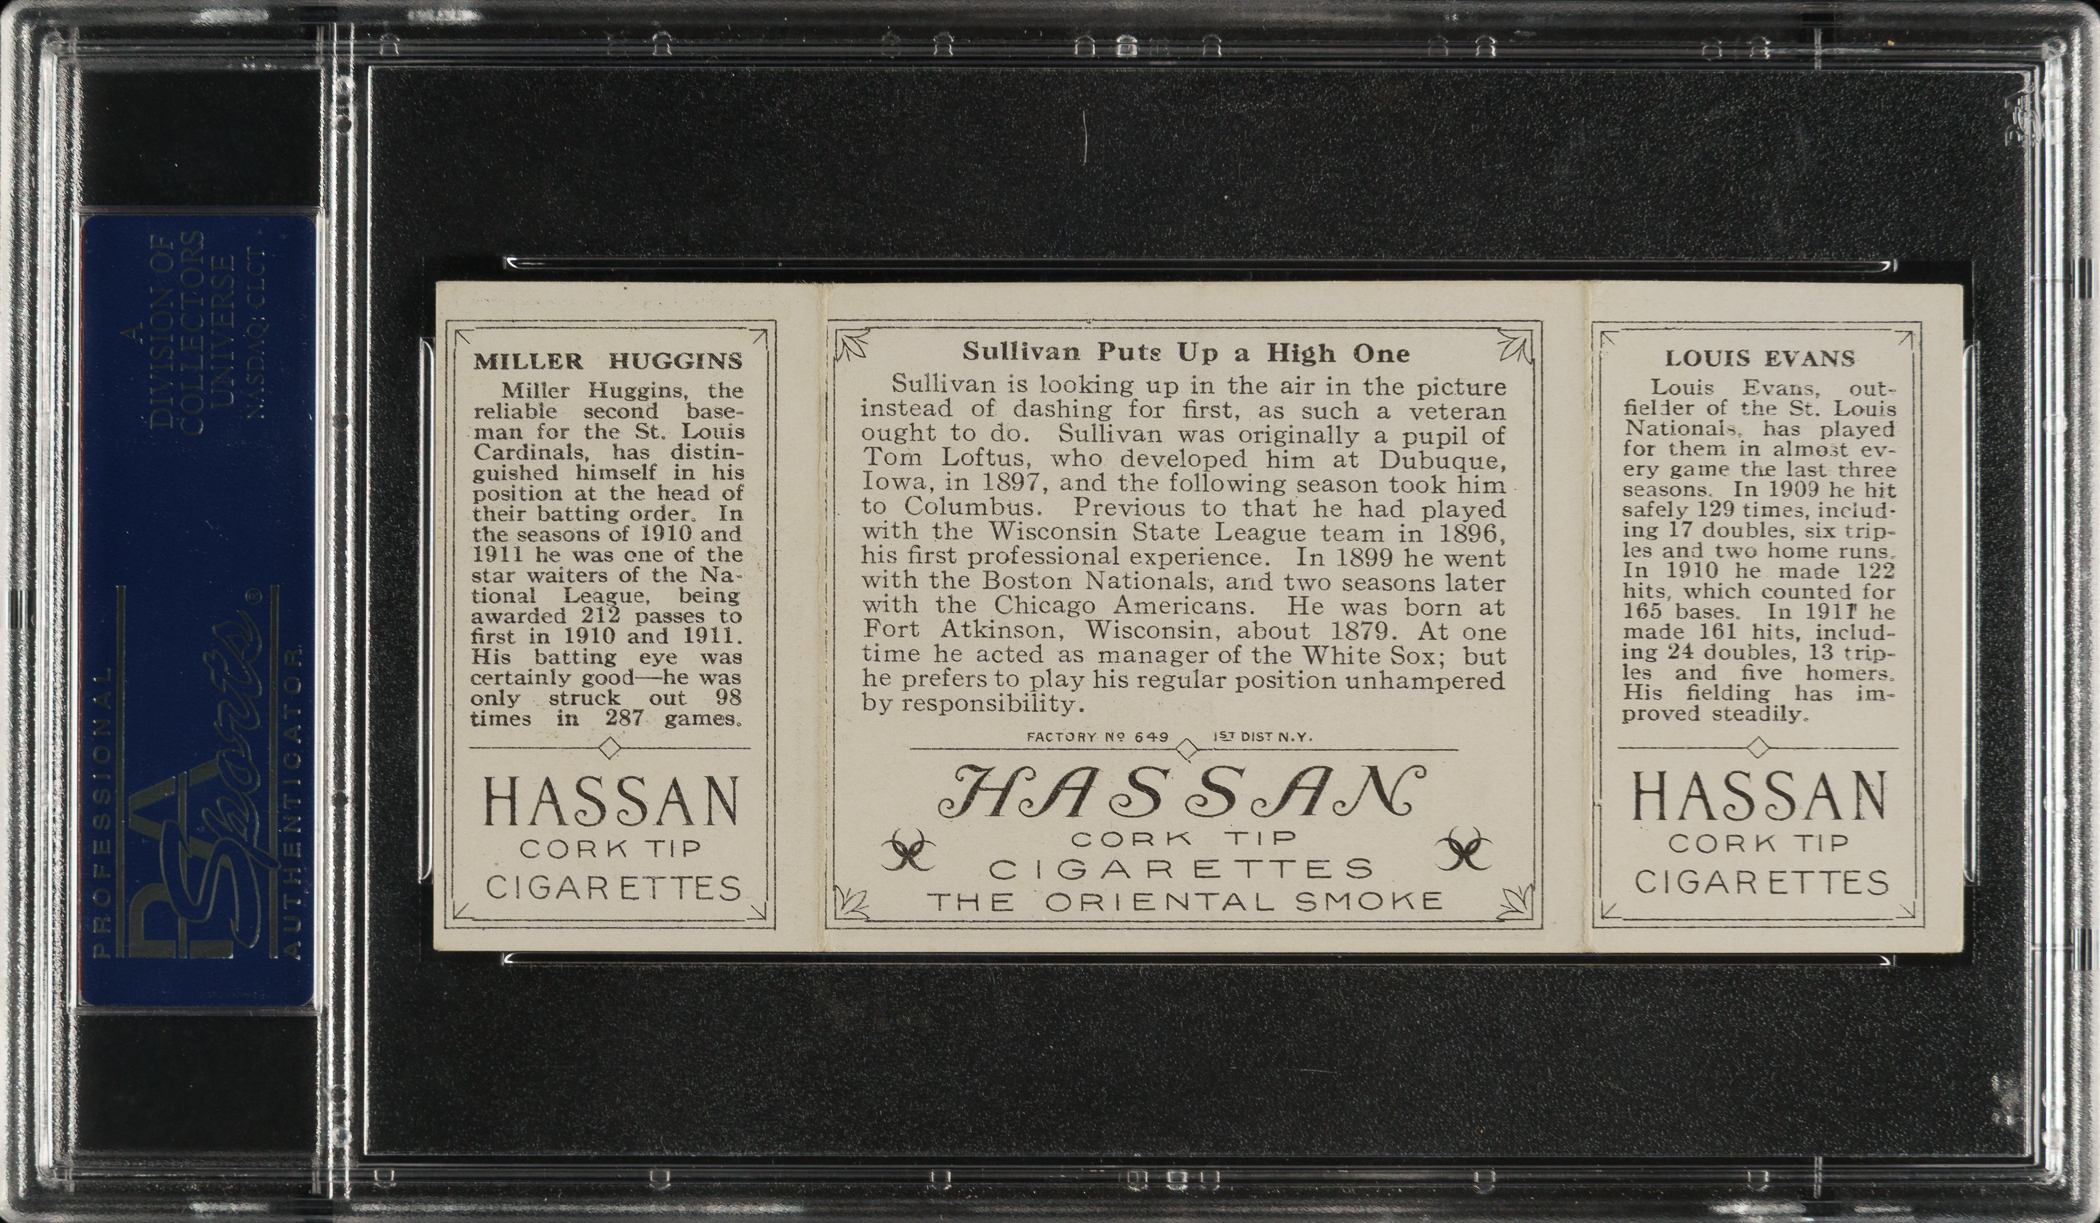 A
DIVISION OF
COLLECTORS
UNIVERSE
NASDAQ: CLCT
PROFESSIONAL
PSA
Sports®
AUTHENTICATOR
MILLER HUGGINS
Miller Huggins, the
reliable second base-
man for the St. Louis
Cardinals, has distin-
guished himself in his
position at the head of
their batting order. In
the seasons of 1910 and
1911 he was one of the
star waiters of the Na-
tional League, being
awarded 212 passes to
first in 1910 and 1911.
His batting eye was
certainly good—he was
only struck out 98
times in 287 games.
HASSAN
CORK TIP
CIGARETTES
Sullivan Puts Up a High One
Sullivan is looking up in the air in the picture
instead of dashing for first, as such a veteran
ought to do. Sullivan was originally a pupil of
Tom Loftus, who developed him at Dubuque,
Iowa, in 1897, and the following season took him
to Columbus. Previous to that he had played
with the Wisconsin State League team in 1896,
his first professional experience. In 1899 he went
with the Boston Nationals, and two seasons later
with the Chicago Americans. He was born at
Fort Atkinson, Wisconsin, about 1879. At one
time he acted as manager of the White Sox; but
he prefers to play his regular position unhampered
by responsibility.
FACTORY Nº 649 1ST DIST N.Y.
HASSAN
CORK TIP
CIGARETTES
THE ORIENTAL SMOKE
LOUIS EVANS
Louis Evans, out-
fielder of the St. Louis
Nationals, has played
for them in almost ev-
ery game the last three
seasons. In 1909 he hit
safely 129 times, includ-
ing 17 doubles, six trip-
les and two home runs.
In 1910 he made 122
hits, which counted for
165 bases. In 1911 he
made 161 hits, includ-
ing 24 doubles, 13 trip-
les and five homers.
His fielding has im-
proved steadily.
HASSAN
CORK TIP
CIGARETTES
PSA